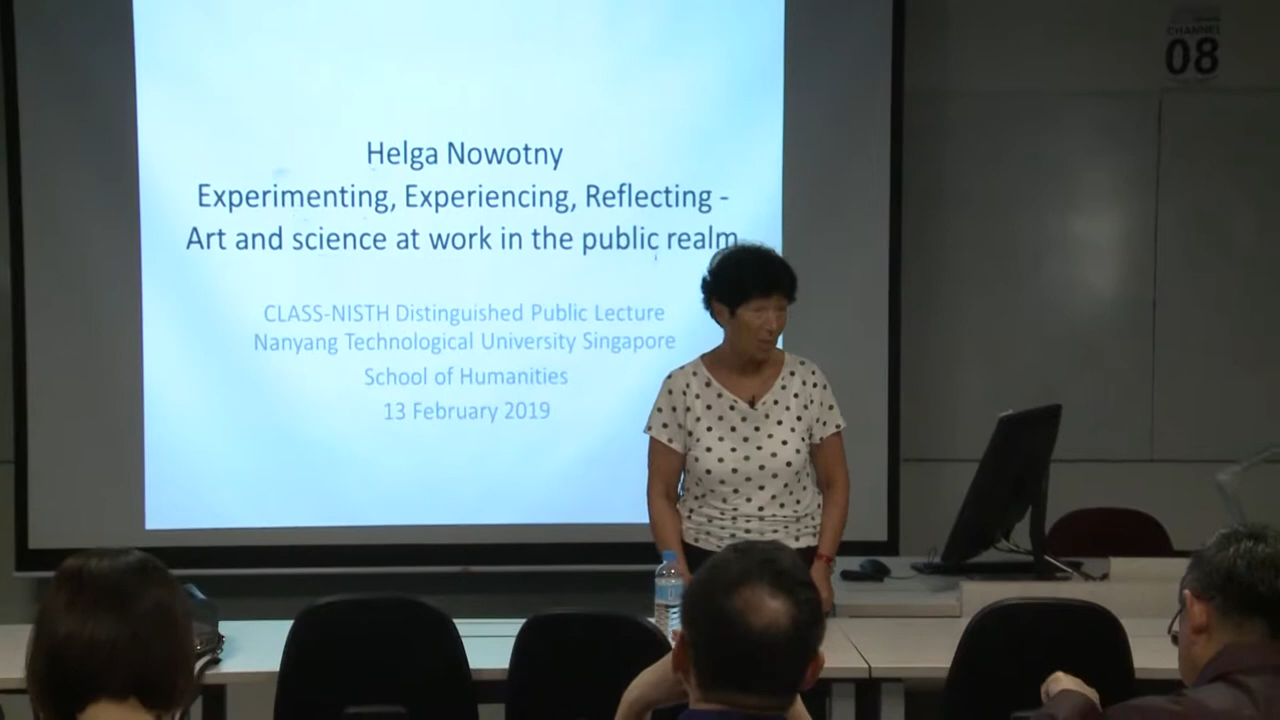 Helga Nowotny
Experimenting, Experiencing, Reflecting -
Art and science at work in the public realm
CLASS-NISTH Distinguished Public Lecture
Nanyang Technological University Singapore
School of Humanities
13 February 2019
CHANNEL
08